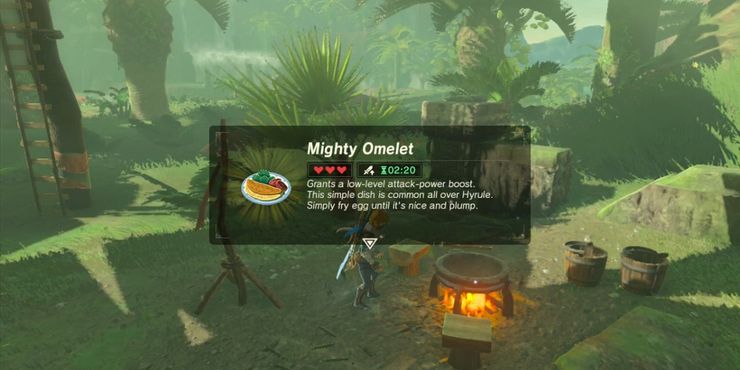 Mighty Omelet
02:20
Grants a low-level attack-power boost.
This simple dish is common all over Hyrule.
Simply fry egg until it's nice and plump.